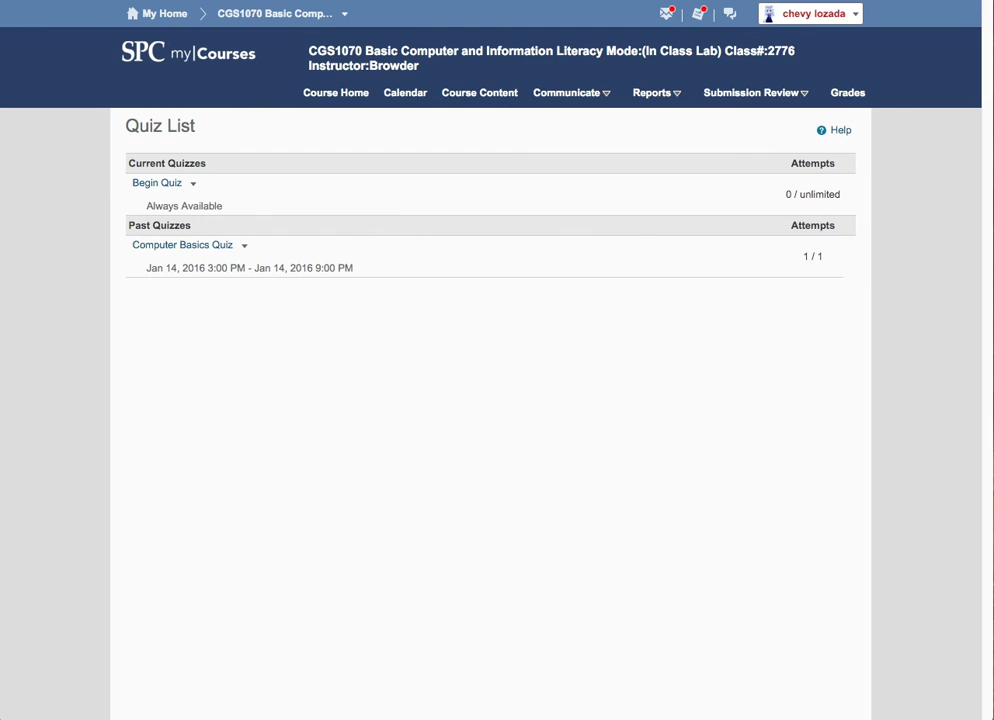 My Home CGS1070 Basic Comp... chevy lozada
SPC my|Courses
CGS1070 Basic Computer and Information Literacy Mode:(In Class Lab) Class#:2776
Instructor:Browder
Course Home Calendar Course Content Communicate Reports Submission Review Grades
Quiz List
Help
Current Quizzes Attempts
Begin Quiz
0 / unlimited
Always Available
Past Quizzes Attempts
Computer Basics Quiz
1 / 1
Jan 14, 2016 3:00 PM - Jan 14, 2016 9:00 PM